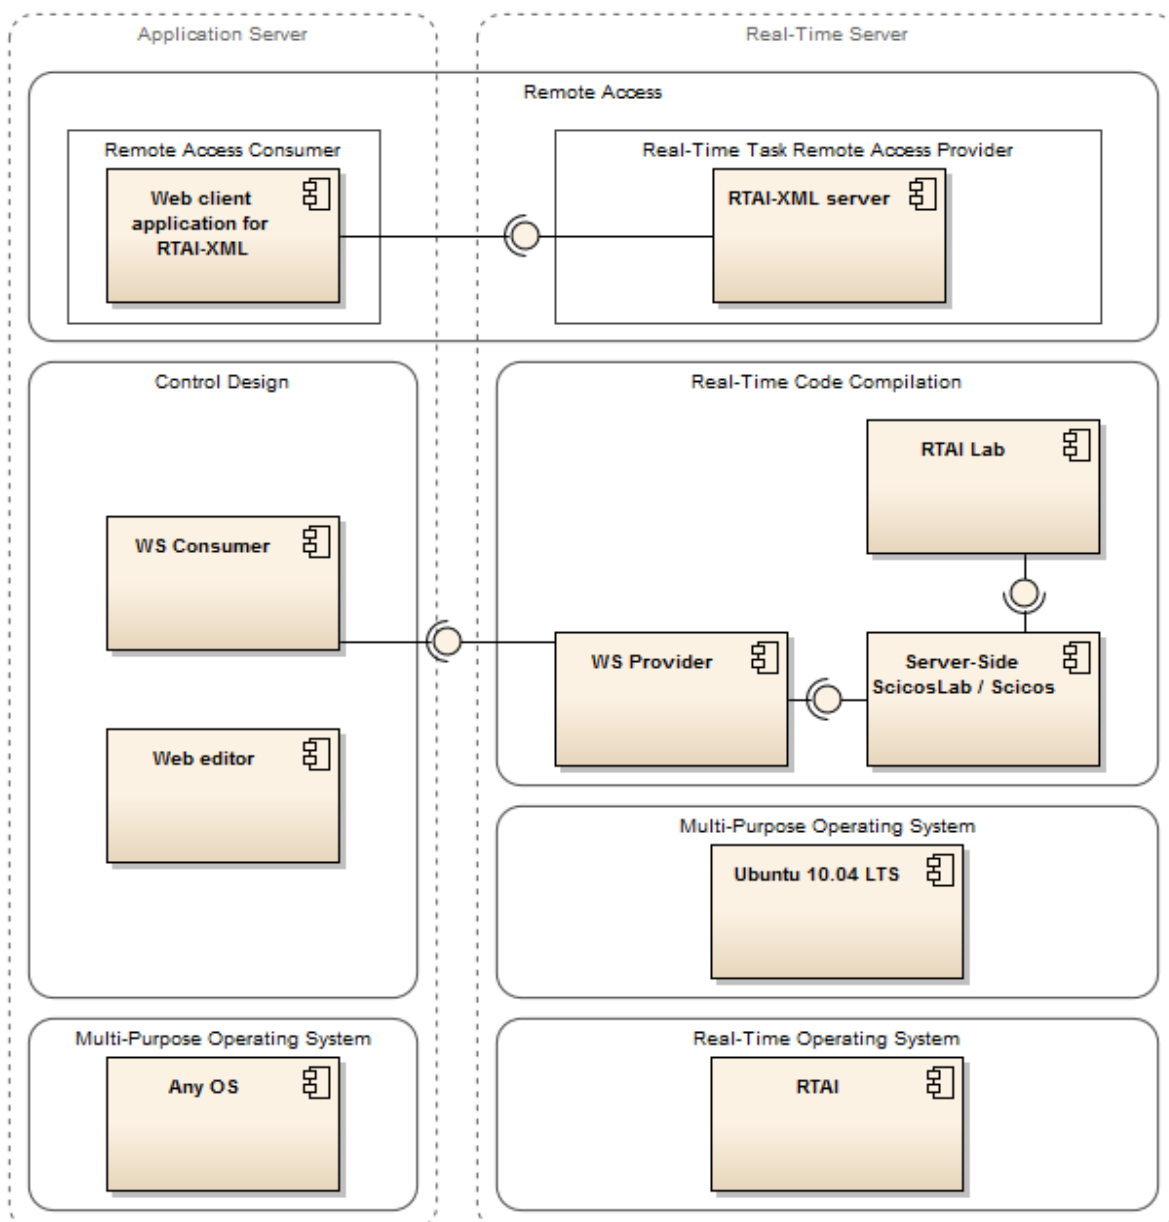 Application Server
Real-Time Server
Remote Access
Remote Access Consumer
Real-Time Task Remote Access Provider
Web client
application for
RTAI-XML
RTAI-XML server
Control Design
Real-Time Code Compilation
RTAI Lab
WS Consumer
WS Provider
Server-Side
ScicosLab / Scicos
Web editor
Multi-Purpose Operating System
Ubuntu 10.04 LTS
Multi-Purpose Operating System
Real-Time Operating System
Any OS
RTAI